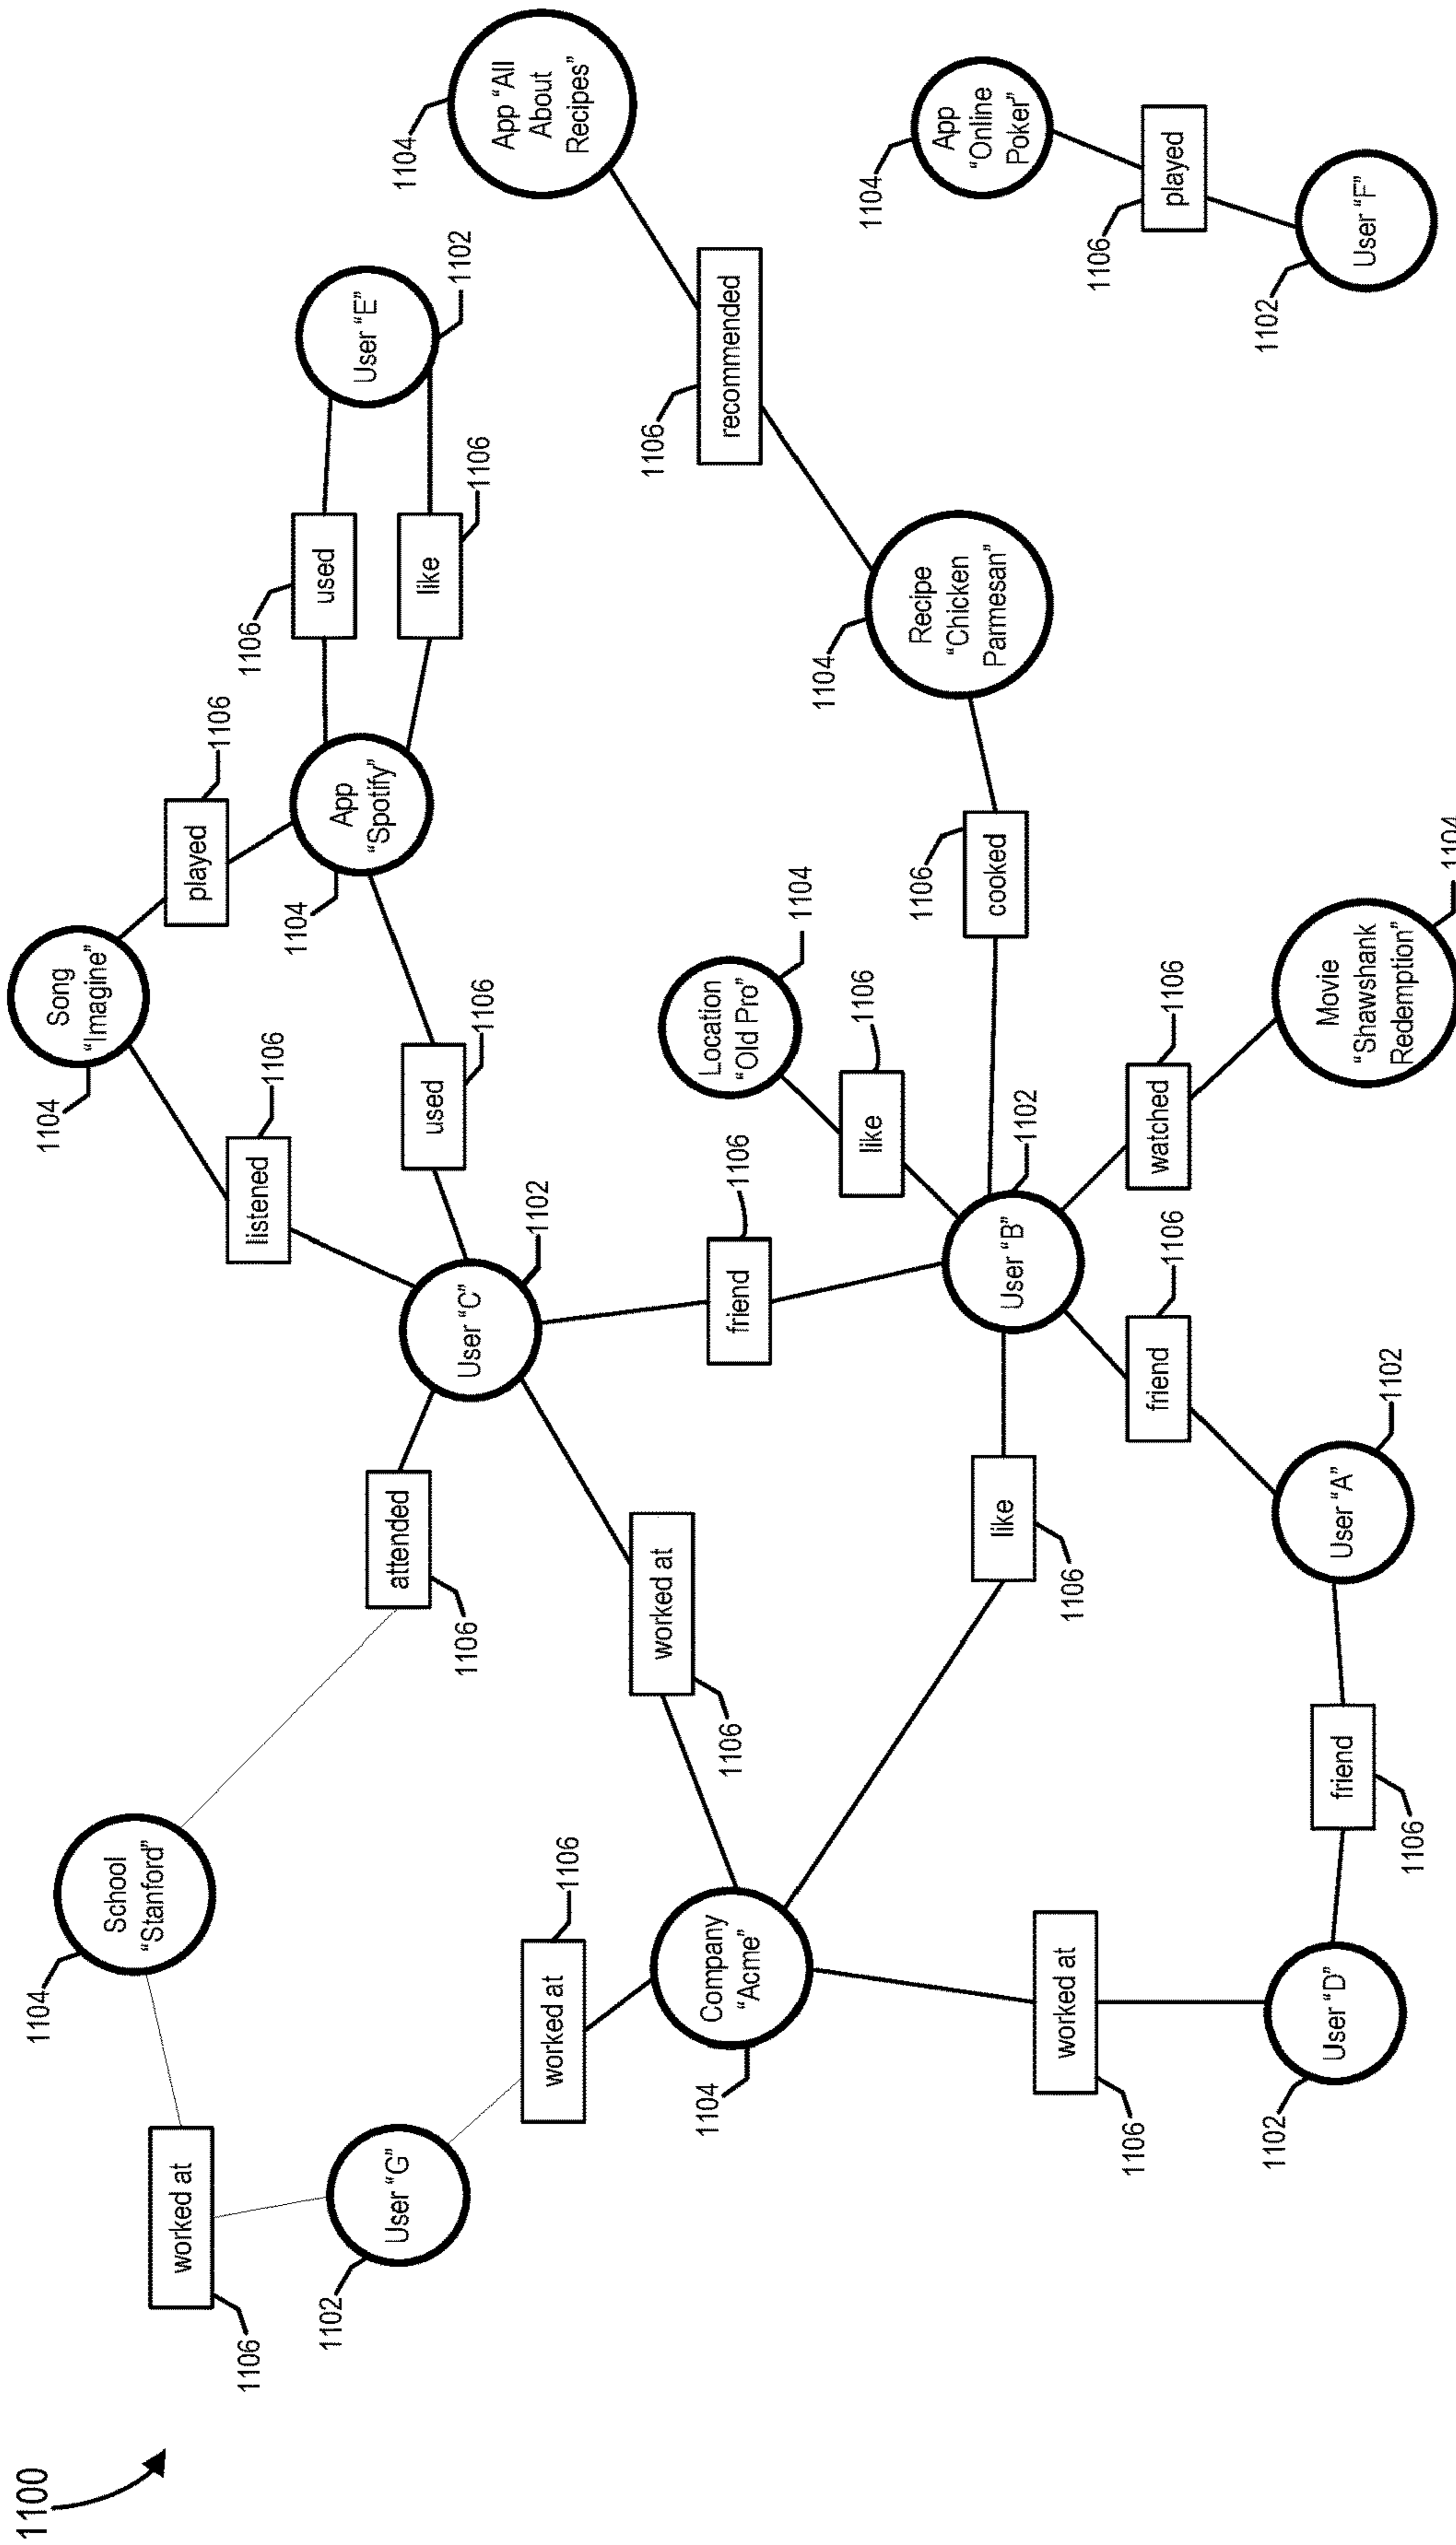 1100
1104
School
“Stanford”
1104
Song
“Imagine”
1106
worked at
1106
listened
1106
played
1102
User “G”
1106
attended
1102
User “C”
1106
used
1104
App
“Spotify”
1106
used
1106
like
1102
User “E”
1106
worked at
1106
worked at
1104
Company
“Acme”
1106
friend
1104
Location
“Old Pro”
1106
like
1106
recommended
1104
App “All
About
Recipes”
1104
Recipe
“Chicken
Parmesan”
1106
cooked
1106
like
1102
User “B”
1106
worked at
1106
friend
1106
watched
1104
App
“Online
Poker”
1106
played
1102
User “F”
1102
User “D”
1106
friend
1102
User “A”
1104
Movie
“Shawshank
Redemption”